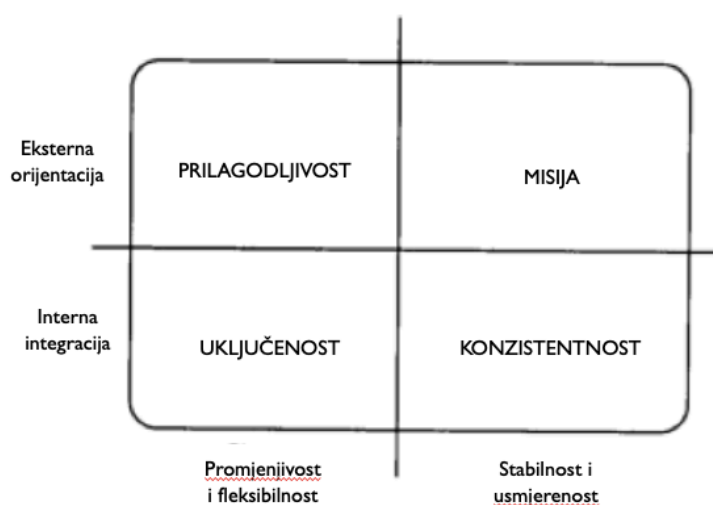 Eksterna
orijentacija
PRILAGODLJIVOST
MISIJA
Interna
integracija
UKLJUČENOST
KONZISTENTNOST
Promjenjivost
i fleksibilnost
Stabilnost i
usmjerenost